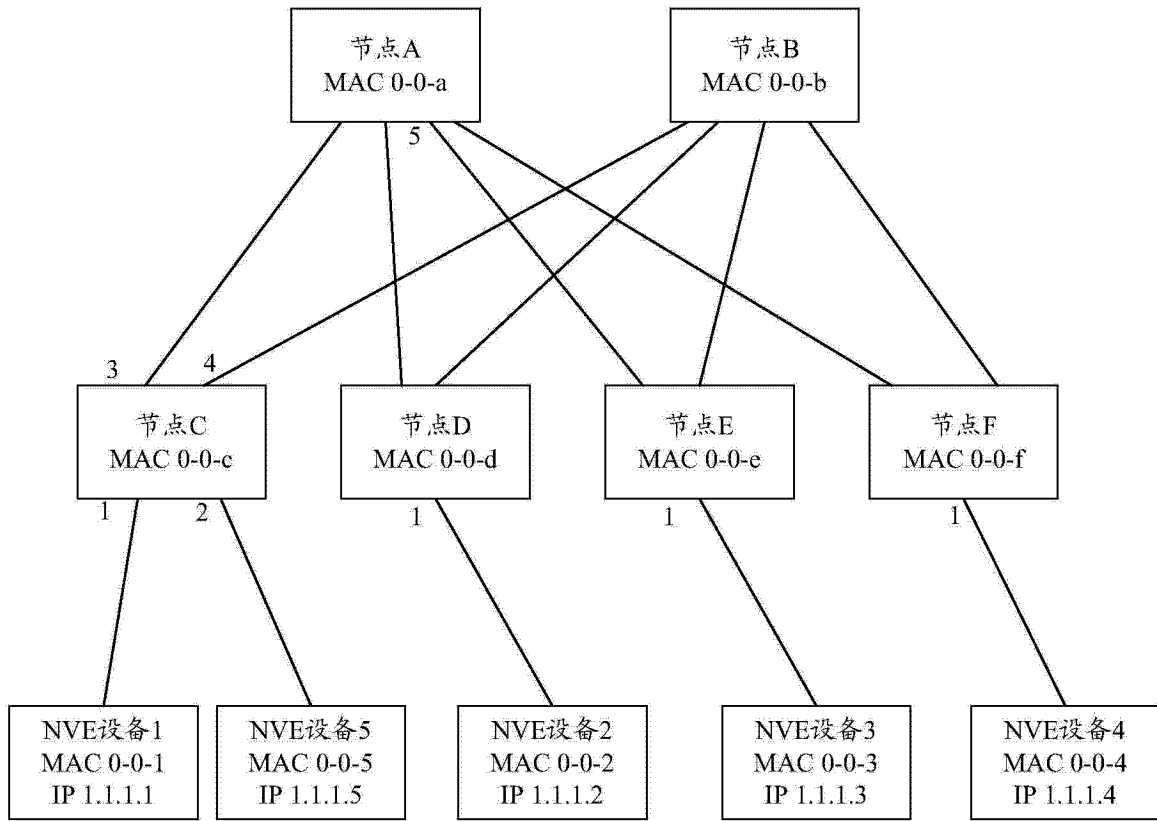 节点A
MAC 0-0-a
节点B
MAC 0-0-b
5
3
4
节点C
MAC 0-0-c
节点D
MAC 0-0-d
节点E
MAC 0-0-e
节点F
MAC 0-0-f
1
2
1
1
1
NVE设备1
MAC 0-0-1
IP 1.1.1.1
NVE设备5
MAC 0-0-5
IP 1.1.1.5
NVE设备2
MAC 0-0-2
IP 1.1.1.2
NVE设备3
MAC 0-0-3
IP 1.1.1.3
NVE设备4
MAC 0-0-4
IP 1.1.1.4